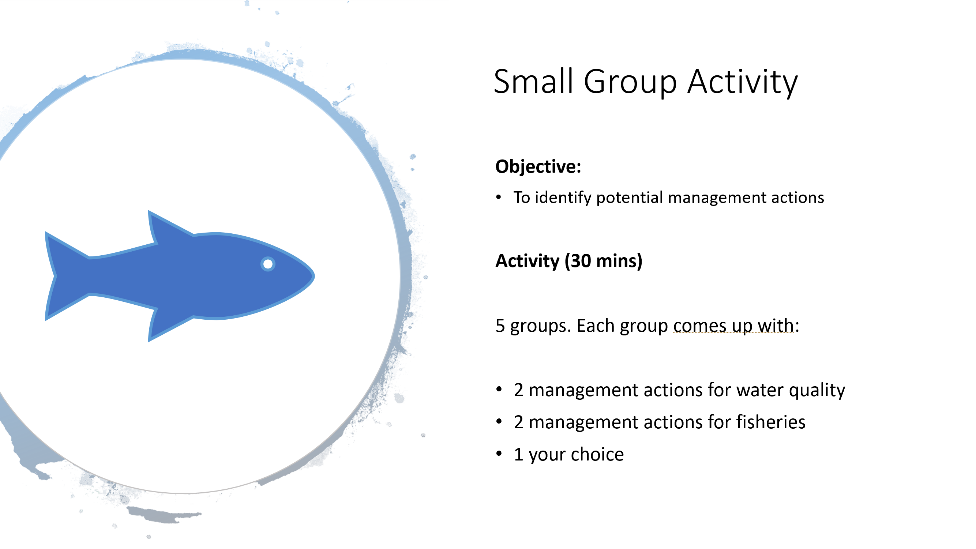 Small Group Activity
Objective:
• To identify potential management actions
Activity (30 mins)
5 groups. Each group comes up with:
• 2 management actions for water quality
• 2 management actions for fisheries
• 1 your choice